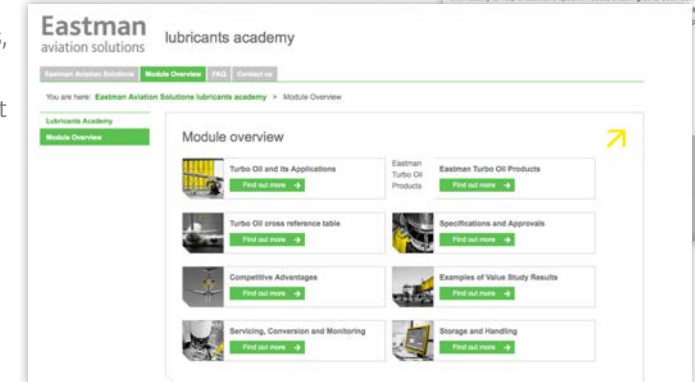 Eastman
aviation solutions
lubricants academy
Eastman Aviation Solutions Module Overview FAQ Contact us
You are here: Eastman Aviation Solutions lubricants academy > Module Overview
Lubricants Academy
Module Overview
Module overview
Turbo Oil and its Applications
Find out more →
Eastman
Turbo Oil
Products
Eastman Turbo Oil Products
Find out more →
Turbo Oil cross reference table
Find out more →
Specifications and Approvals
Find out more →
Competitive Advantages
Find out more →
Examples of Value Study Results
Find out more →
Servicing, Conversion and Monitoring
Find out more →
Storage and Handling
Find out more →